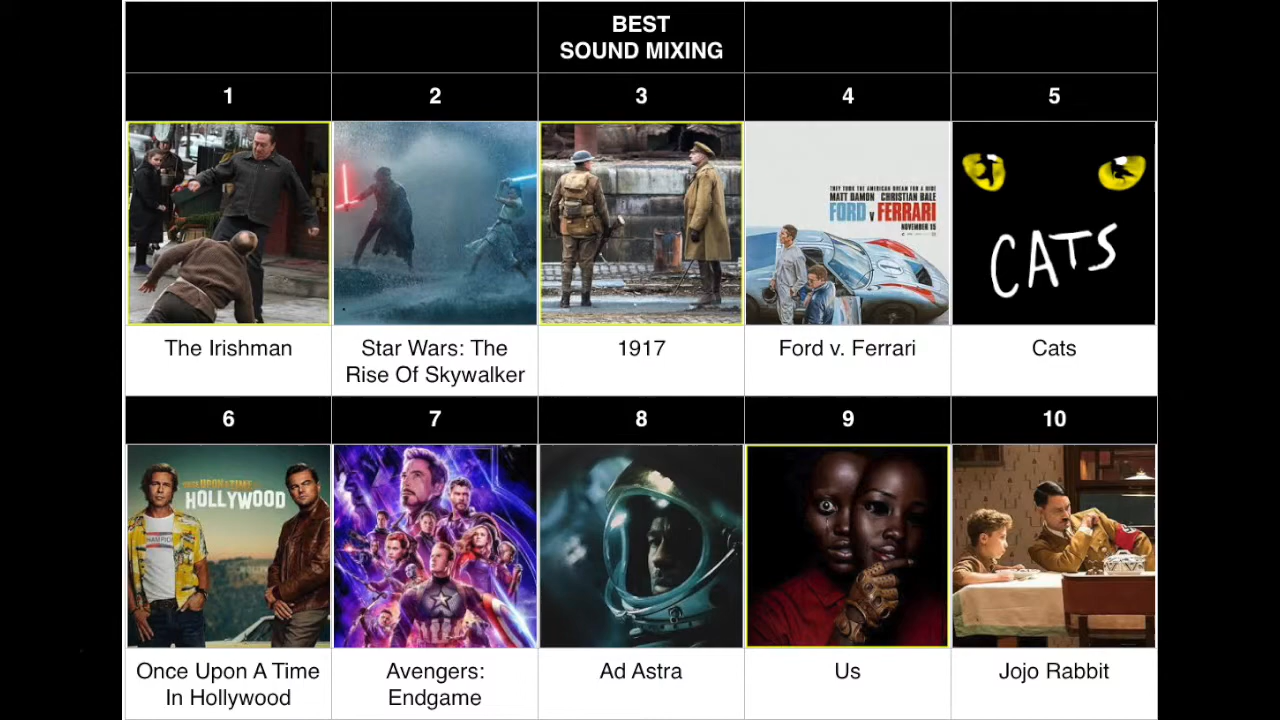 BEST
SOUND MIXING
1
2
3
4
5
THEY TOOK THE AMERICAN DREAM FOR A RIDE
MATT DAMON CHRISTIAN BALE
FORD v FERRARI
NOVEMBER 15
CATS
The Irishman
Star Wars: The
Rise Of Skywalker
1917
Ford v. Ferrari
Cats
6
7
8
9
10
ONCE UPON A TIME IN
HOLLYWOOD
CHAMPION
Once Upon A Time
In Hollywood
Avengers:
Endgame
Ad Astra
Us
Jojo Rabbit